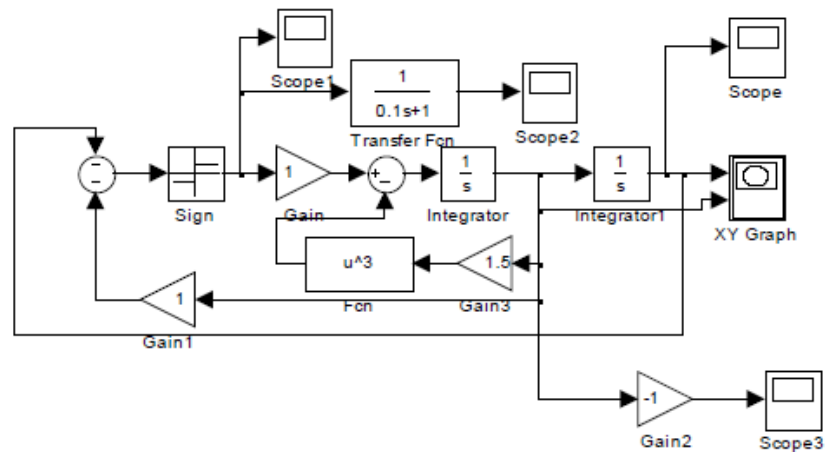 Scope1
Scope
1
0.1s+1
Transfer Fcn
Scope2
Sign
1
Gain
1
s
Integrator
1
s
Integrator1
XY Graph
u^3
Fcn
1.5
Gain3
1
Gain1
-1
Gain2
Scope3